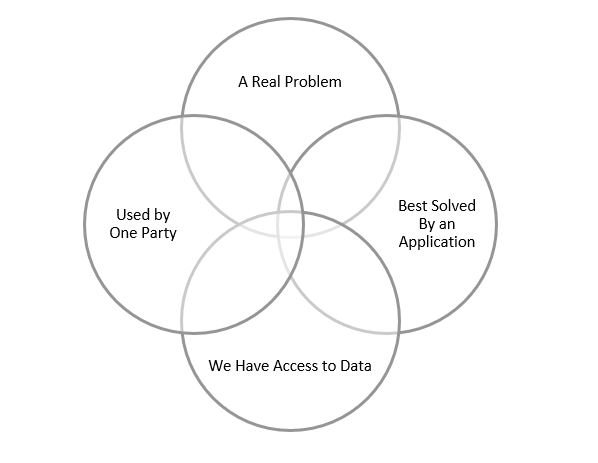 A Real Problem
Used by
One Party
Best Solved
By an
Application
We Have Access to Data